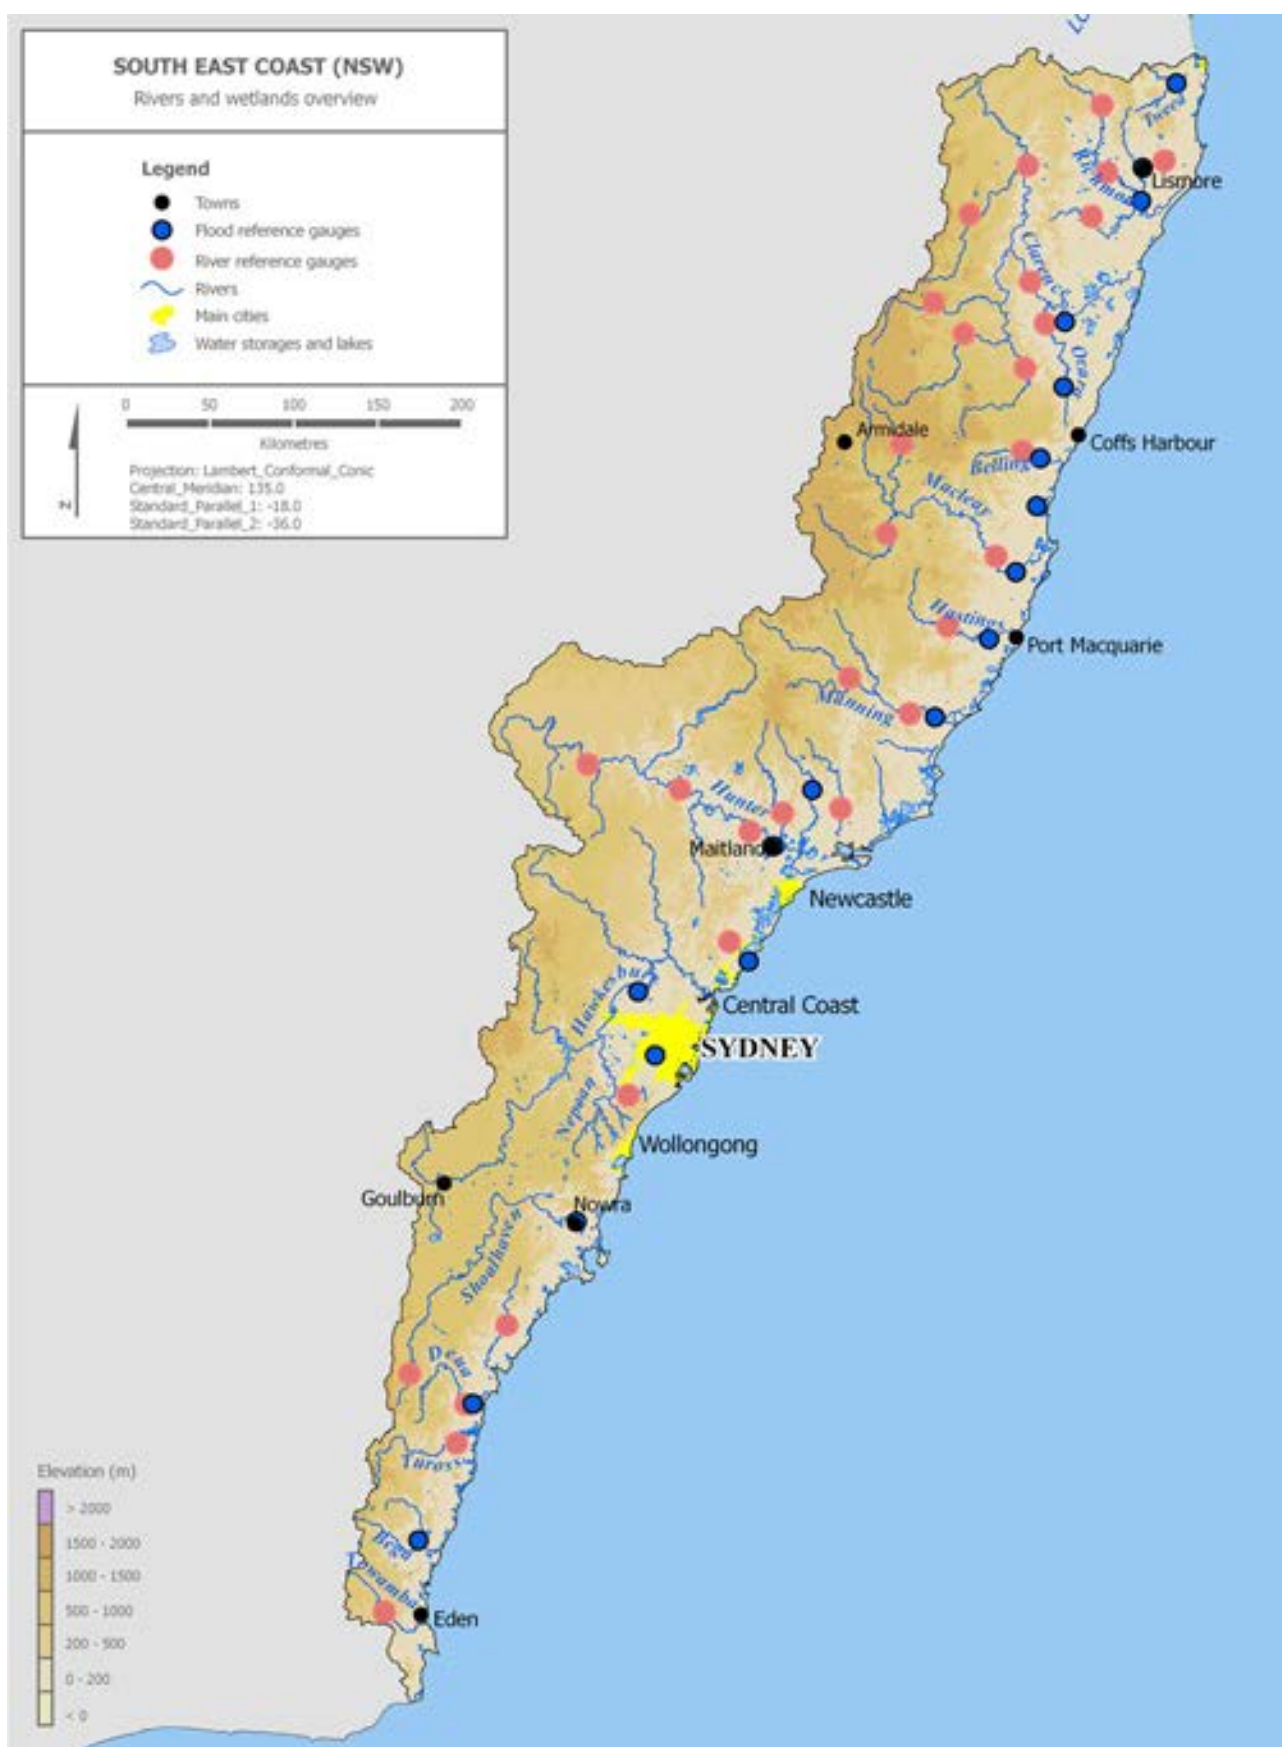 SOUTH EAST COAST (NSW)
Rivers and wetlands overview
Legend
Towns
Flood reference gauges
River reference gauges
Rivers
Main cities
Water storages and lakes
0 50 100 150 200
Kilometres
Projection: Lambert_Conformal_Conic
Central_Meridian: 135.0
Standard_Parallel_1: -18.0
Standard_Parallel_2: -36.0
N
Tweed
Richmond
Lismore
Clarence
Orara
Armidale
Coffs Harbour
Belling
Macleay
Hastings
Port Macquarie
Manning
Hunter
Maitland
Newcastle
Hawkesbu
Central Coast
SYDNEY
Nepean
Wollongong
Goulburn
Nowra
Shoalhaven
Deua
Tuross
Elevation (m)
> 2000
1500 - 2000
1000 - 1500
500 - 1000
200 - 500
0 - 200
< 0
Bega
Towamba
Eden